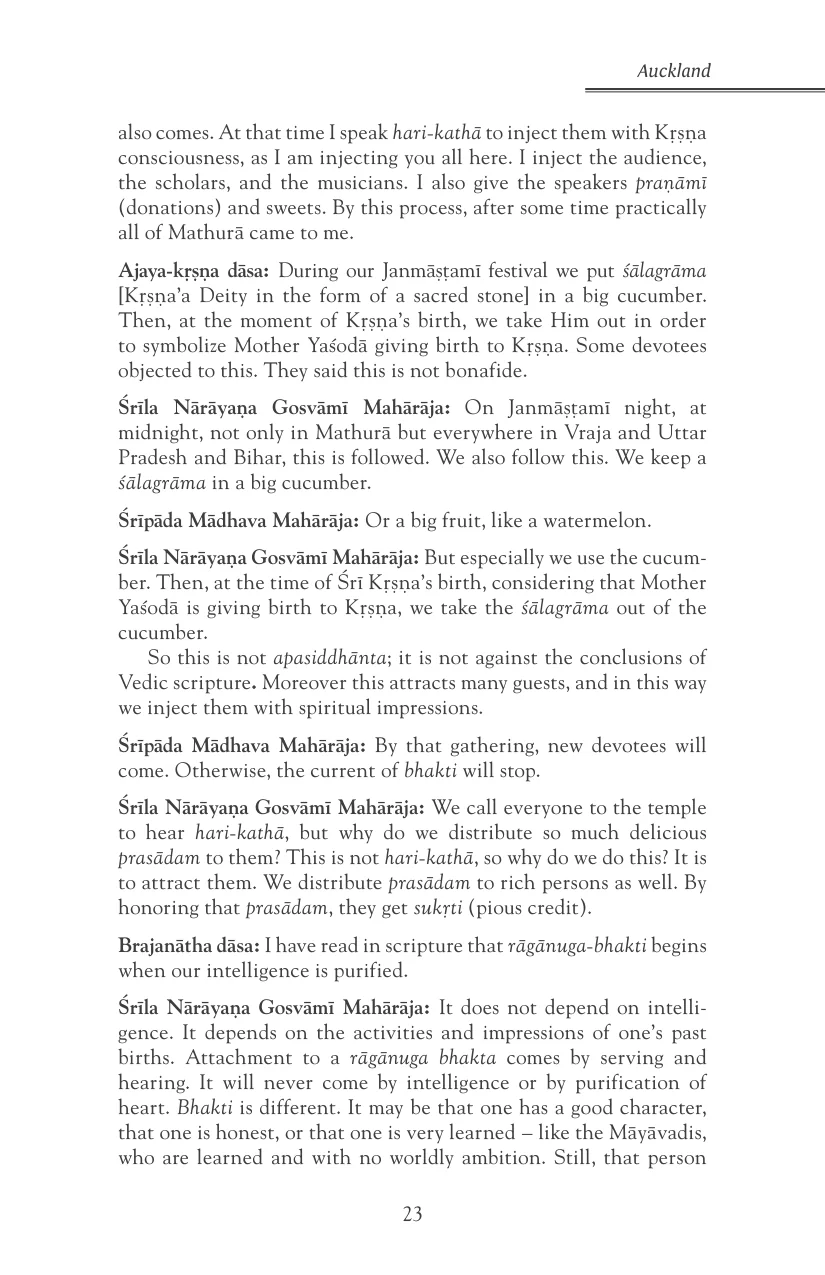 Auckland
also comes. At that time I speak hari-kathā to inject them with Kṛṣṇa
consciousness, as I am injecting you all here. I inject the audience,
the scholars, and the musicians. I also give the speakers praṇāmī
(donations) and sweets. By this process, after some time practically
all of Mathurā came to me.
Ajaya-kṛṣṇa dāsa: During our Janmāṣṭamī festival we put śālagrāma
[Kṛṣṇa’a Deity in the form of a sacred stone] in a big cucumber.
Then, at the moment of Kṛṣṇa’s birth, we take Him out in order
to symbolize Mother Yaśodā giving birth to Kṛṣṇa. Some devotees
objected to this. They said this is not bonafide.
Śrīla Nārāyaṇa Gosvāmī Mahārāja: On Janmāṣṭamī night, at
midnight, not only in Mathurā but everywhere in Vraja and Uttar
Pradesh and Bihar, this is followed. We also follow this. We keep a
śālagrāma in a big cucumber.
Śrīpāda Mādhava Mahārāja: Or a big fruit, like a watermelon.
Śrīla Nārāyaṇa Gosvāmī Mahārāja: But especially we use the cucum-
ber. Then, at the time of Śrī Kṛṣṇa’s birth, considering that Mother
Yaśodā is giving birth to Kṛṣṇa, we take the śālagrāma out of the
cucumber.
So this is not apasiddhānta; it is not against the conclusions of
Vedic scripture. Moreover this attracts many guests, and in this way
we inject them with spiritual impressions.
Śrīpāda Mādhava Mahārāja: By that gathering, new devotees will
come. Otherwise, the current of bhakti will stop.
Śrīla Nārāyaṇa Gosvāmī Mahārāja: We call everyone to the temple
to hear hari-kathā, but why do we distribute so much delicious
prasādam to them? This is not hari-kathā, so why do we do this? It is
to attract them. We distribute prasādam to rich persons as well. By
honoring that prasādam, they get sukṛti (pious credit).
Brajanātha dāsa: I have read in scripture that rāgānuga-bhakti begins
when our intelligence is purified.
Śrīla Nārāyaṇa Gosvāmī Mahārāja: It does not depend on intelli-
gence. It depends on the activities and impressions of one’s past
births. Attachment to a rāgānuga bhakta comes by serving and
hearing. It will never come by intelligence or by purification of
heart. Bhakti is different. It may be that one has a good character,
that one is honest, or that one is very learned – like the Māyāvadis,
who are learned and with no worldly ambition. Still, that person
23